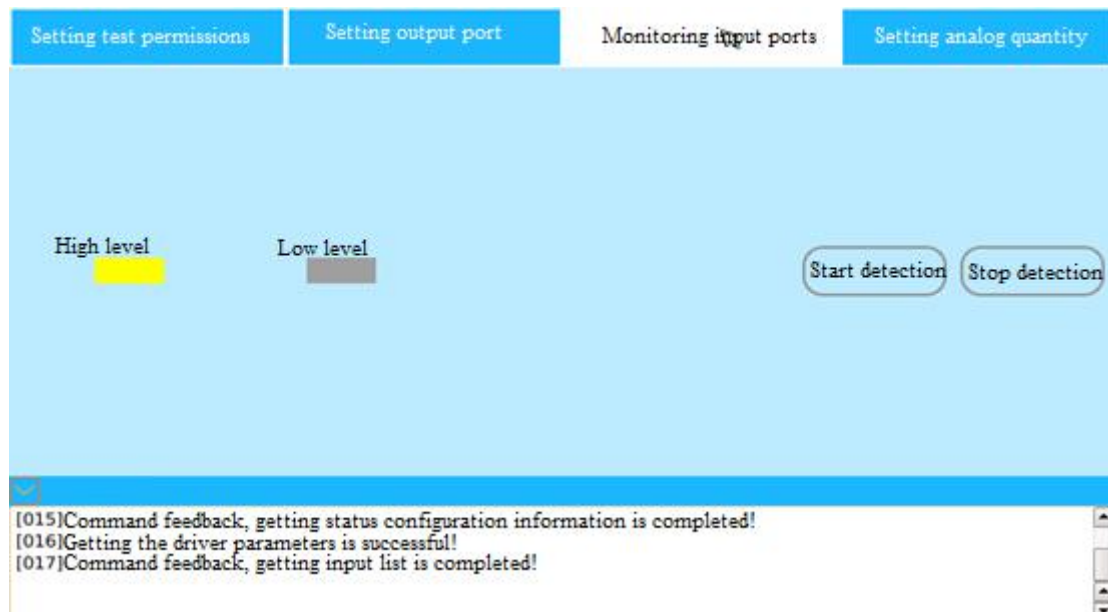 Setting test permissions
Setting output port
Monitoring input ports
Setting analog quantity
High level
Low level
Start detection
Stop detection
[015]Command feedback, getting status configuration information is completed!
[016]Getting the driver parameters is successful!
[017]Command feedback, getting input list is completed!